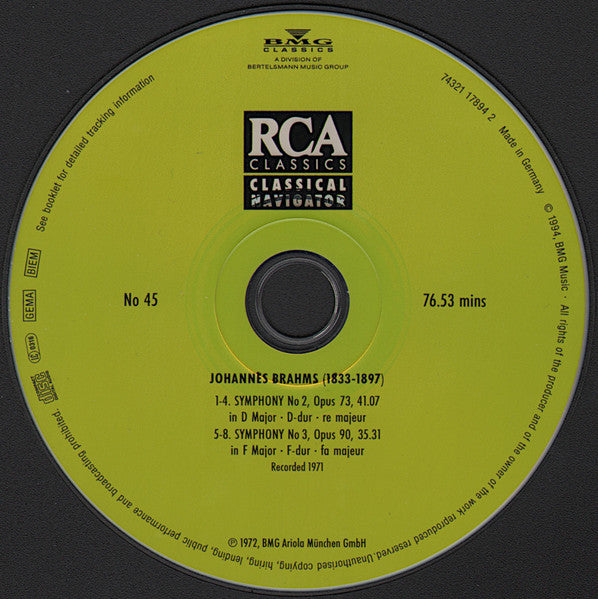 BMG
CLASSICS
A DIVISION OF
BERTELSMANN MUSIC GROUP
74321 17894 2
Made in Germany
© 1994, BMG Music · All rights of the producer and of the owner of the work reproduced reserved. Unauthorised copying, hiring, lending, public performance and broadcasting prohibited.
See booklet for detailed tracking information
RCA
CLASSICS
CLASSICAL
NAVIGATOR
BIEM
GEMA
LC 0316
No 45
76.53 mins
JOHANNES BRAHMS (1833-1897)
1-4. SYMPHONY No 2, Opus 73, 41.07
in D Major · D-dur · re majeur
5-8. SYMPHONY No 3, Opus 90, 35.31
in F Major · F-dur · fa majeur
Recorded 1971
℗ 1972, BMG Ariola München GmbH